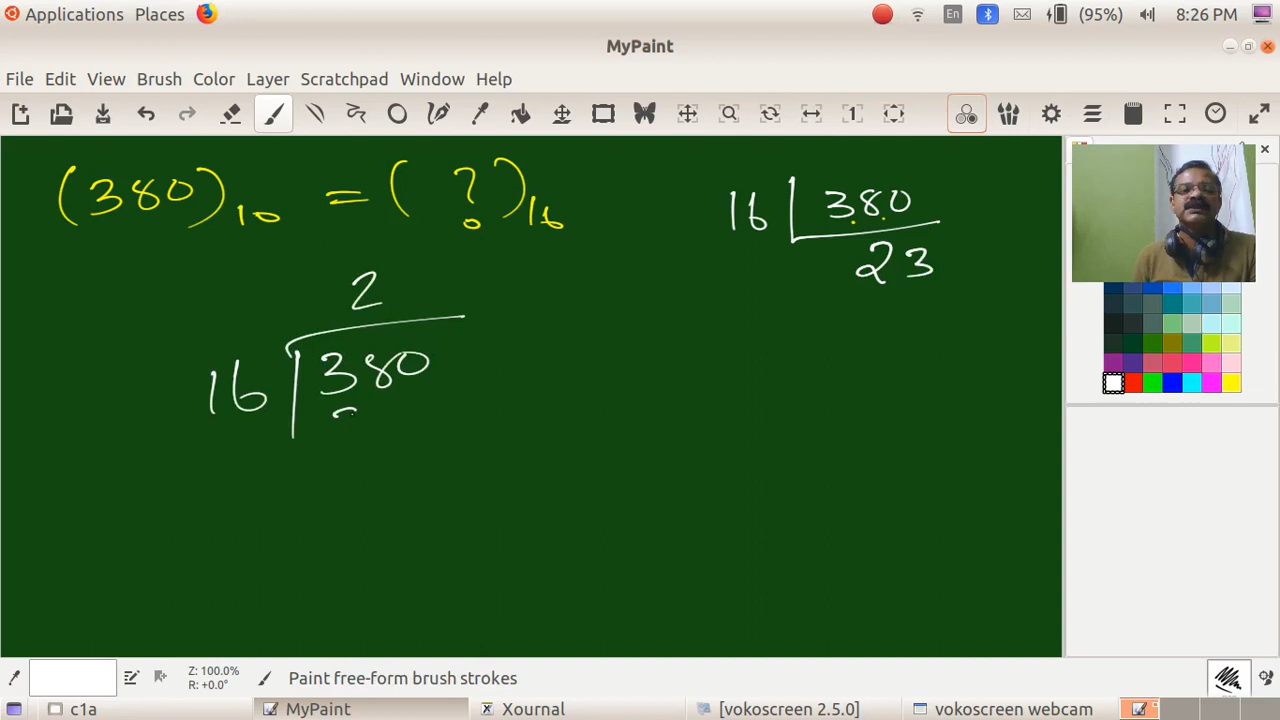 Applications Places En (95%) 8:26 PM
MyPaint
File Edit View Brush Color Layer Scratchpad Window Help
(380)10 = ( ? )16
16 380
23
2
16 380
Z: 100.0%
R: +0.0°
Paint free-form brush strokes
c1a MyPaint Xournal [vokoscreen 2.5.0] vokoscreen webcam